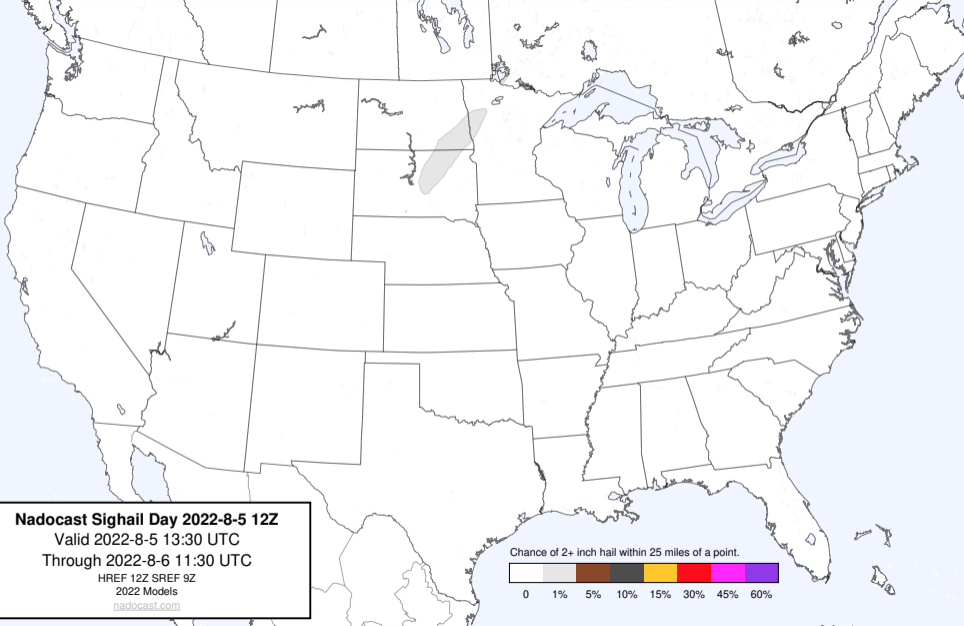 Nadocast Sighail Day 2022-8-5 12Z
Valid 2022-8-5 13:30 UTC
Through 2022-8-6 11:30 UTC
HREF 12Z SREF 9Z
2022 Models
nadocast.com
Chance of 2+ inch hail within 25 miles of a point.
0 1% 5% 10% 15% 30% 45% 60%